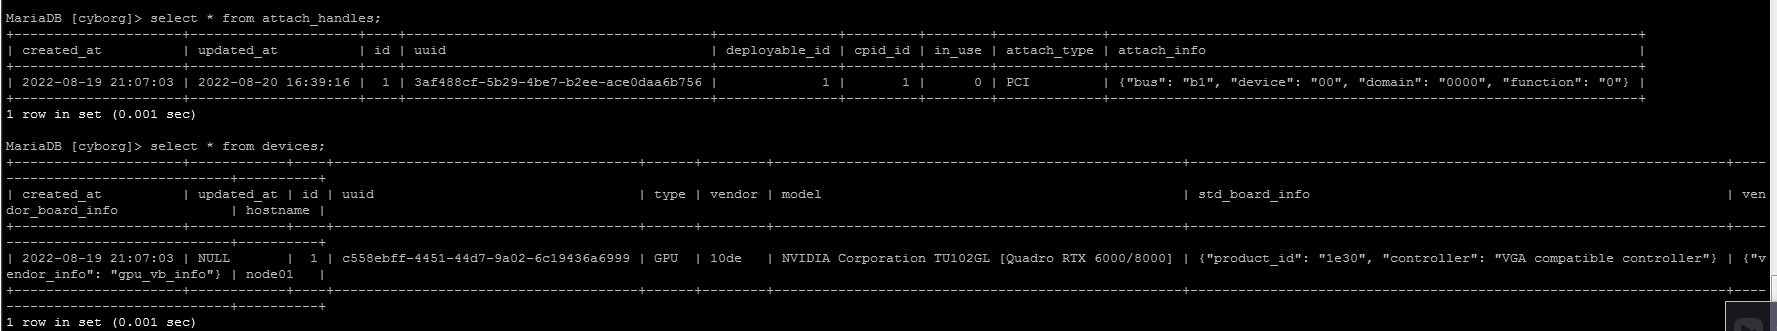 MariaDB [cyborg]> select * from attach_handles;
+---------------------+---------------------+----+--------------------------------------+---------------+---------+--------+-------------+-----------------------------------------------------------------+
| created_at | updated_at | id | uuid | deployable_id | cpid_id | in_use | attach_type | attach_info |
+---------------------+---------------------+----+--------------------------------------+---------------+---------+--------+-------------+-----------------------------------------------------------------+
| 2022-08-19 21:07:03 | 2022-08-20 16:39:16 | 1 | 3af488cf-5b29-4be7-b2ee-ace0daa6b756 | 1 | 1 | 0 | PCI | {"bus": "b1", "device": "00", "domain": "0000", "function": "0"} |
+---------------------+---------------------+----+--------------------------------------+---------------+---------+--------+-------------+-----------------------------------------------------------------+
1 row in set (0.001 sec)
MariaDB [cyborg]> select * from devices;
+---------------------+------------+----+--------------------------------------+------+--------+--------------------------------------------------+-----------------------------------------------------------------+----
---------------------------+----------+
| created_at | updated_at | id | uuid | type | vendor | model | std_board_info | ven
dor_board_info | hostname |
+---------------------+------------+----+--------------------------------------+------+--------+--------------------------------------------------+-----------------------------------------------------------------+----
---------------------------+----------+
| 2022-08-19 21:07:03 | NULL | 1 | c558ebff-4451-44d7-9a02-6c19436a6999 | GPU | 10de | NVIDIA Corporation TU102GL [Quadro RTX 6000/8000] | {"product_id": "1e30", "controller": "VGA compatible controller"} | {"v
endor_info": "gpu_vb_info"} | node01 |
+---------------------+------------+----+--------------------------------------+------+--------+--------------------------------------------------+-----------------------------------------------------------------+----
---------------------------+----------+
1 row in set (0.001 sec)